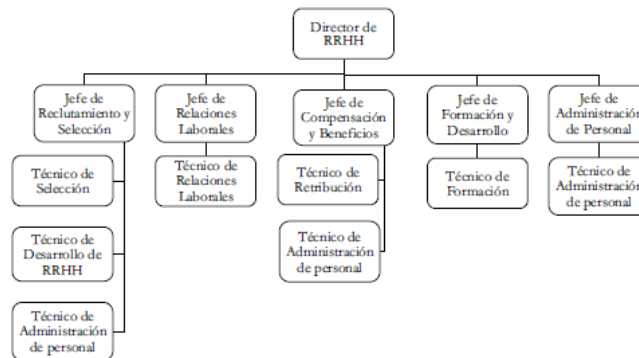 Director de
RRHH
Jefe de
Reclutamiento y
Selección
Jefe de
Relaciones
Laborales
Jefe de
Compensación
y Beneficios
Jefe de
Formación y
Desarrollo
Jefe de
Administración
de Personal
Técnico de
Selección
Técnico de
Relaciones
Laborales
Técnico de
Retribución
Técnico de
Formación
Técnico de
Administración
de personal
Técnico de
Desarrollo de
RRHH
Técnico de
Administración
de personal
Técnico de
Administración
de personal